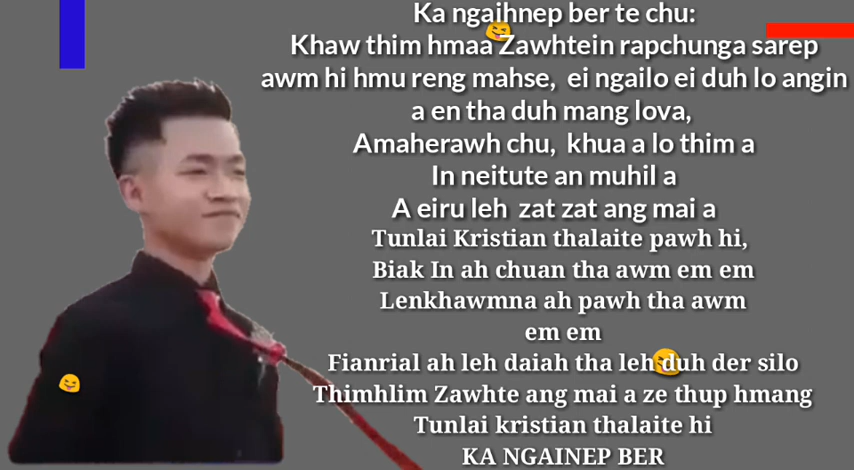 Ka ngaihnep ber te chu:
Khaw thim hmaa Zawhtein rapchunga sarep
awm hi hmu reng mahse, ei ngailo ei duh lo angin
a en tha duh mang lova,
Amaherawh chu, khua a lo thim a
In neitute an muhil a
A eiru leh zat zat ang mai a
Tunlai Kristian thalaite pawh hi,
Biak In ah chuan tha awm em em
Lenkhawmna ah pawh tha awm
em em
Fianrial ah leh daiah tha leh duh der silo
Thimhlim Zawhte ang mai a ze thup hmang
Tunlai kristian thalaite hi
KA NGAINEP BER